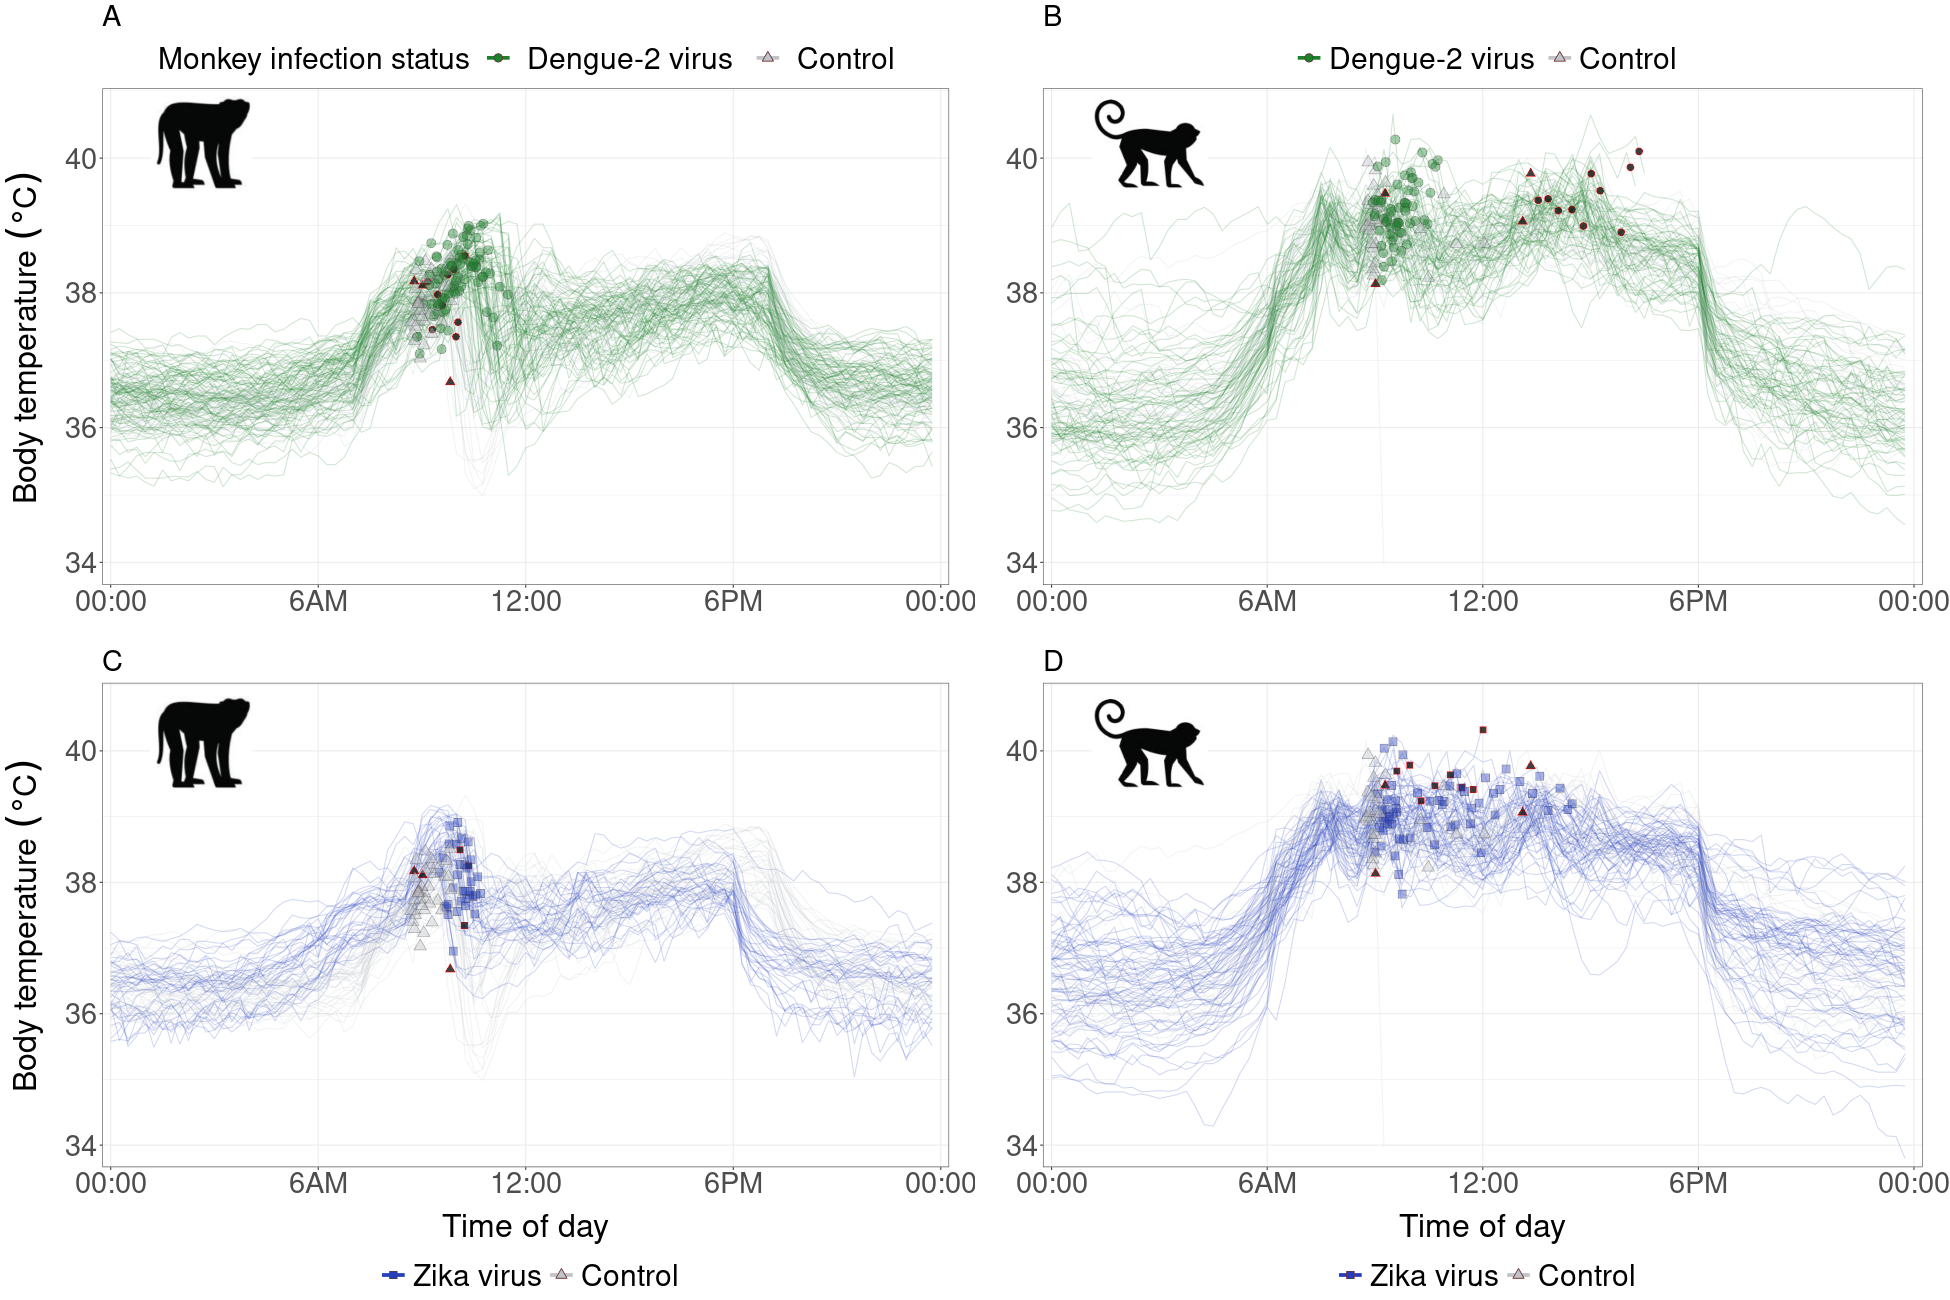 A
B
Monkey infection status Dengue-2 virus Control
Dengue-2 virus Control
Body temperature (°C)
40
38
36
34
00:00 6AM 12:00 6PM 00:00
40
38
36
34
00:00 6AM 12:00 6PM 00:00
C
D
Body temperature (°C)
40
38
36
34
00:00 6AM 12:00 6PM 00:00
Time of day
Zika virus Control
40
38
36
34
00:00 6AM 12:00 6PM 00:00
Time of day
Zika virus Control